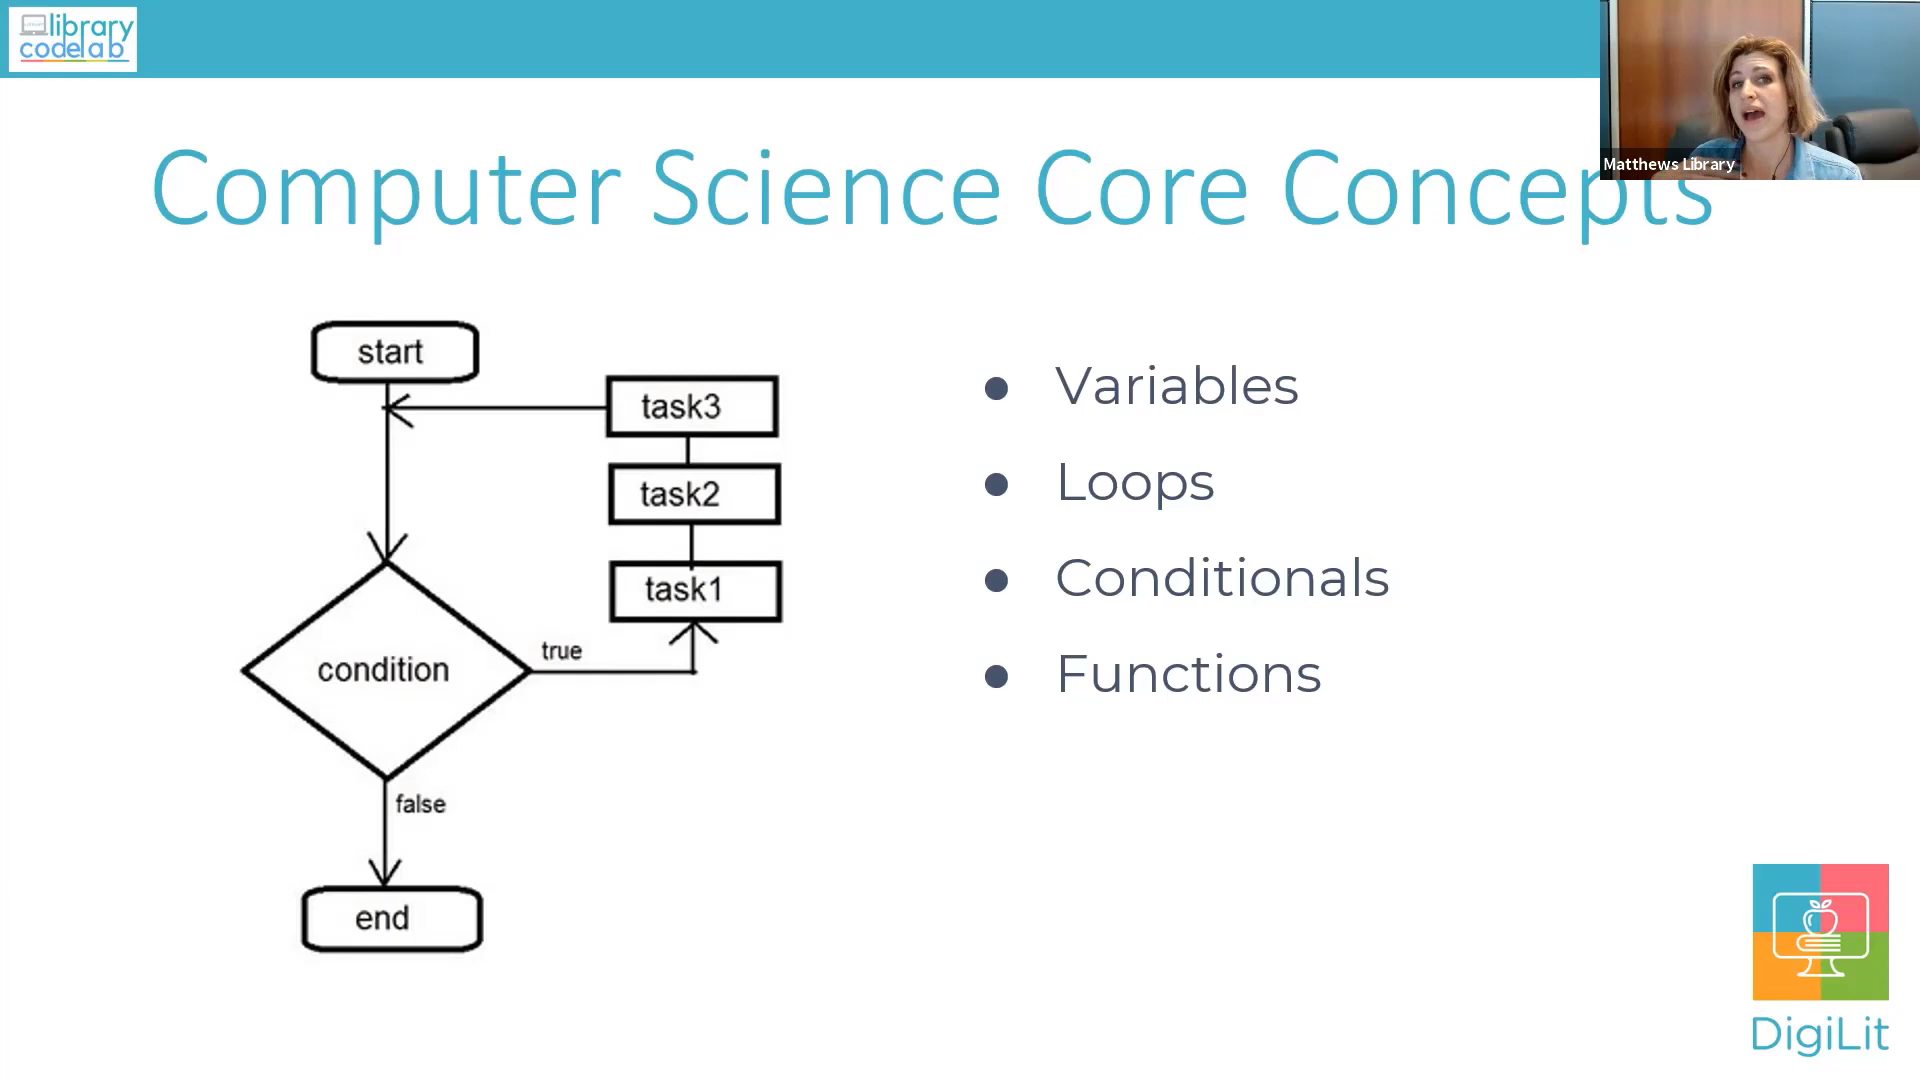 library
codelab
Matthews Library
Computer Science Core Concepts
start
task3
task2
task1
condition
true
false
end
● Variables
● Loops
● Conditionals
● Functions
DigiLit